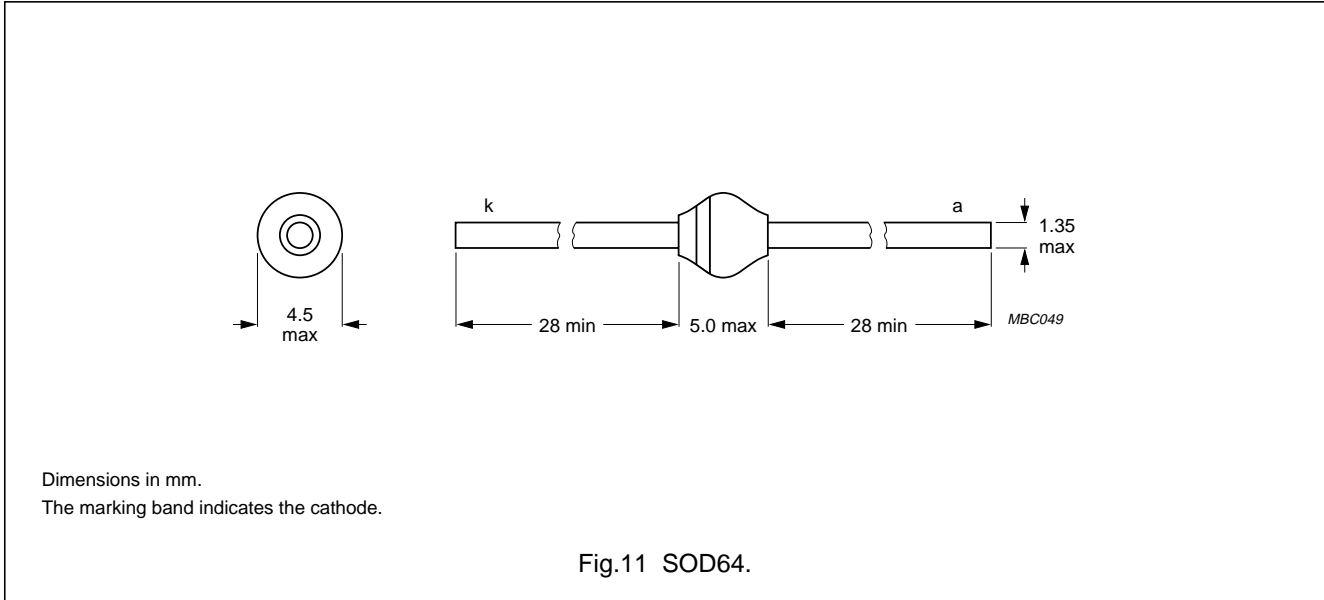 k
a
1.35
max
4.5
max
28 min
5.0 max
28 min
MBC049
Dimensions in mm.
The marking band indicates the cathode.
Fig.11 SOD64.